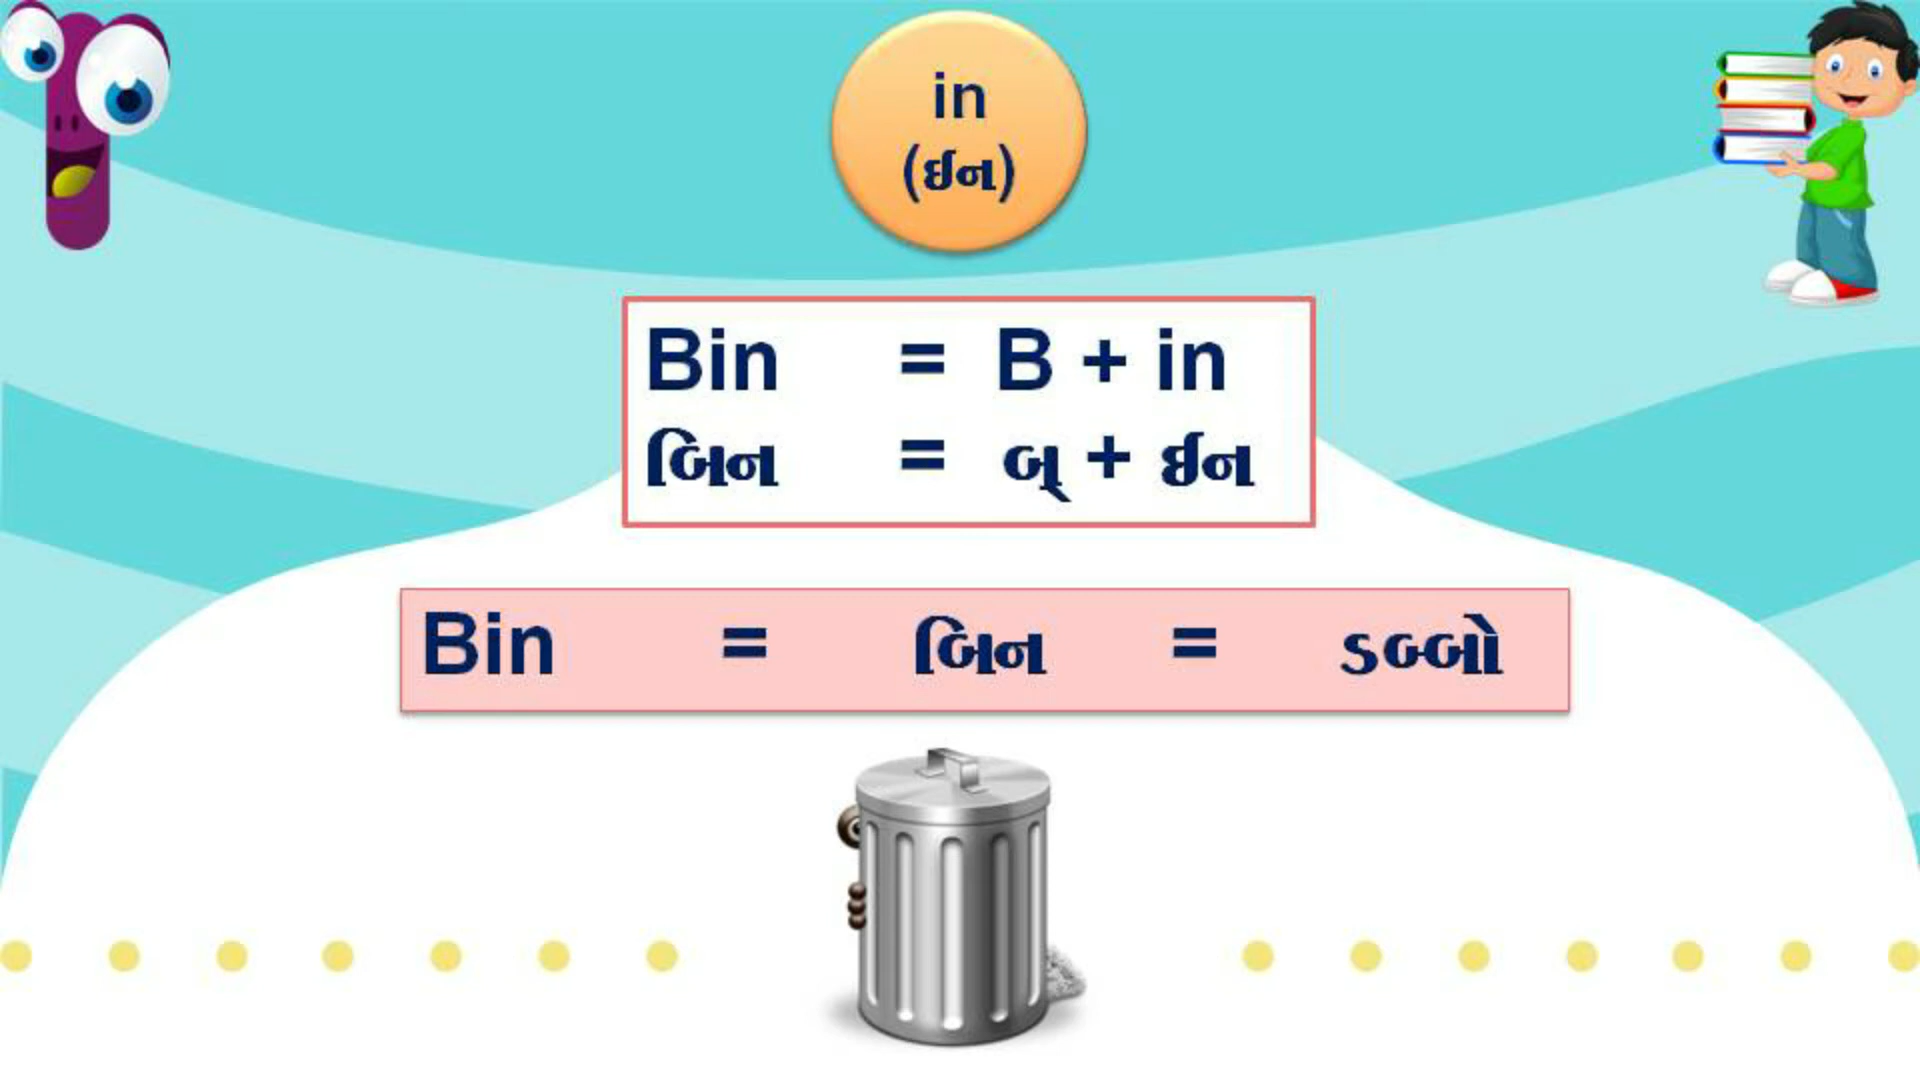 in
(ઈન)
Bin = B + in
બિન = બ્ + ઈન
Bin = બિન = ડબ્બો